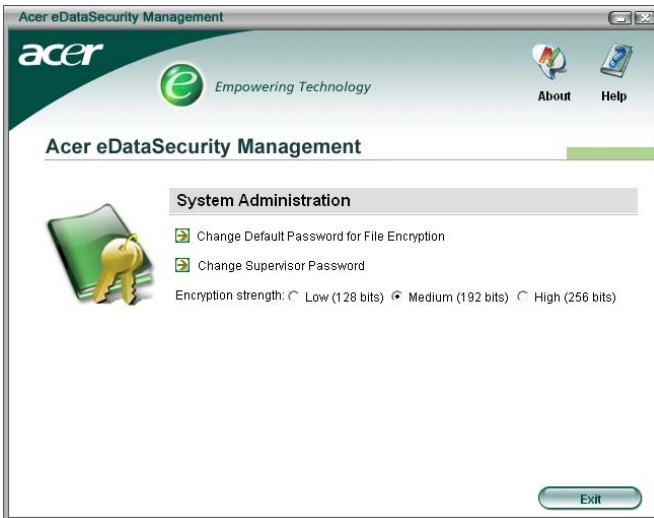 Acer eDataSecurity Management
acer
e Empowering Technology
About Help
Acer eDataSecurity Management
System Administration
Change Default Password for File Encryption
Change Supervisor Password
Encryption strength: Low (128 bits) Medium (192 bits) High (256 bits)
Exit